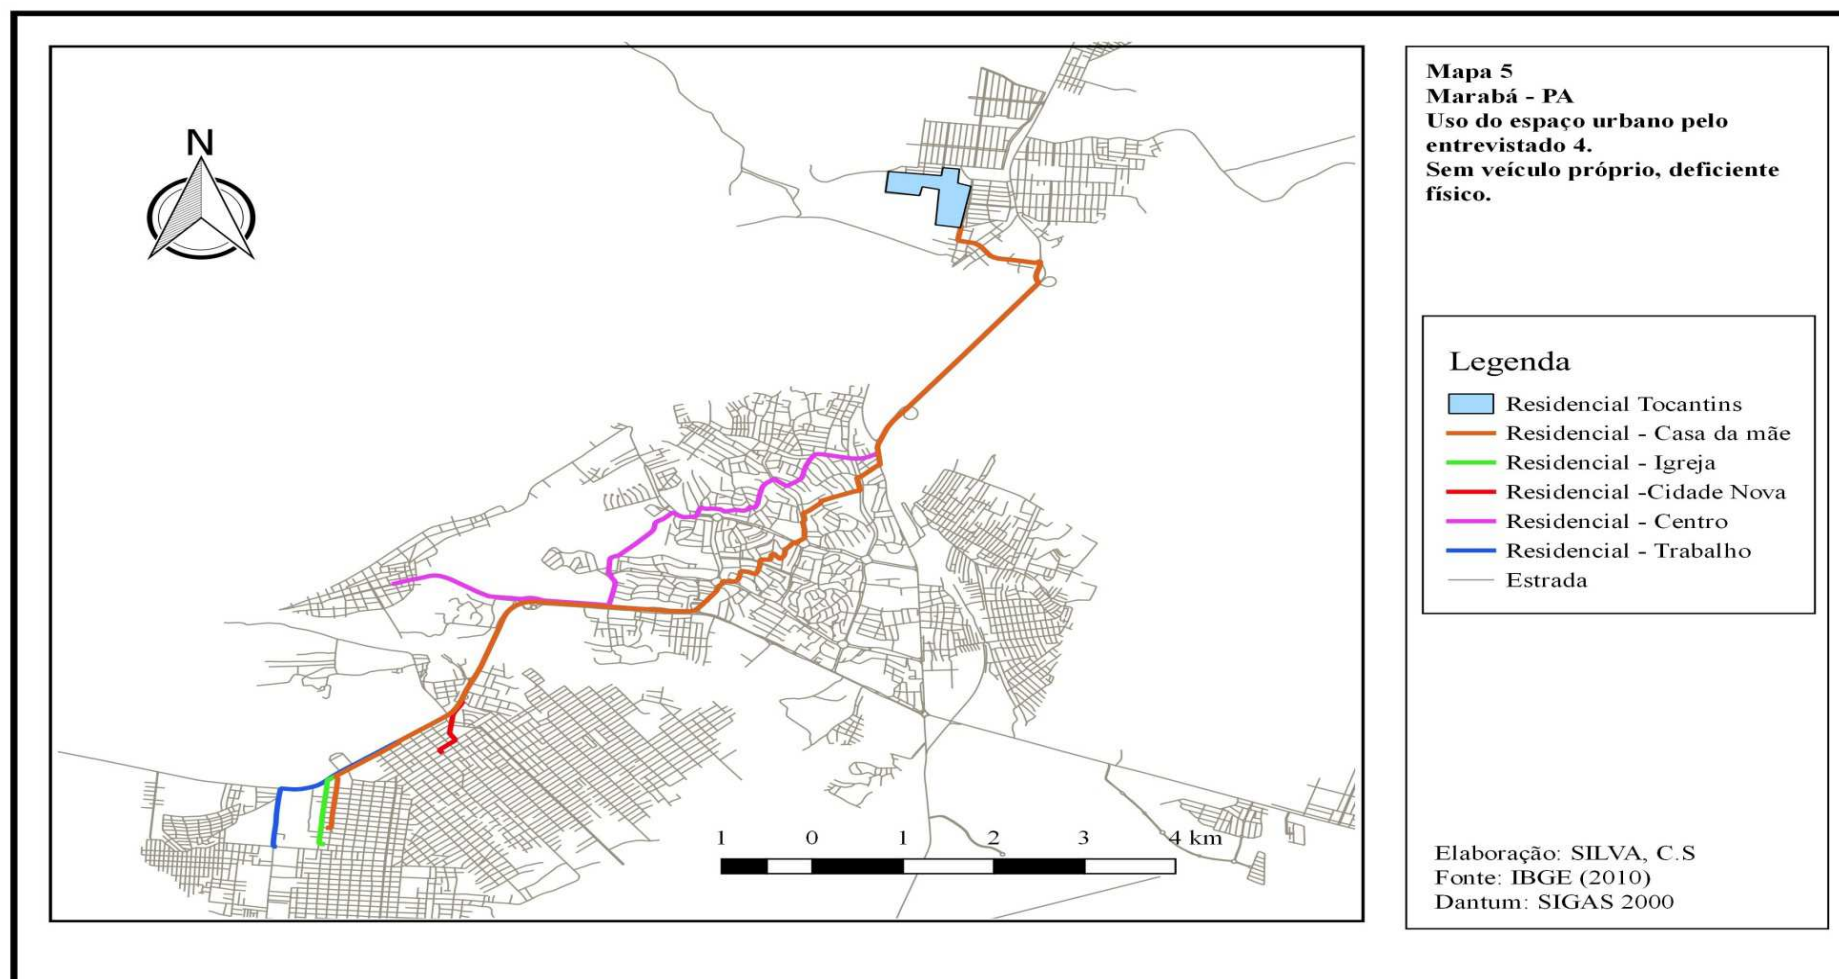 N
Mapa 5
Marabá - PA
Uso do espaço urbano pelo
entrevistado 4.
Sem veículo próprio, deficiente
físico.
Legenda
Residencial Tocantins
Residencial - Casa da mãe
Residencial - Igreja
Residencial -Cidade Nova
Residencial - Centro
Residencial - Trabalho
Estrada
1 0 1 2 3 4 km
Elaboração: SILVA, C.S
Fonte: IBGE (2010)
Dantum: SIGAS 2000